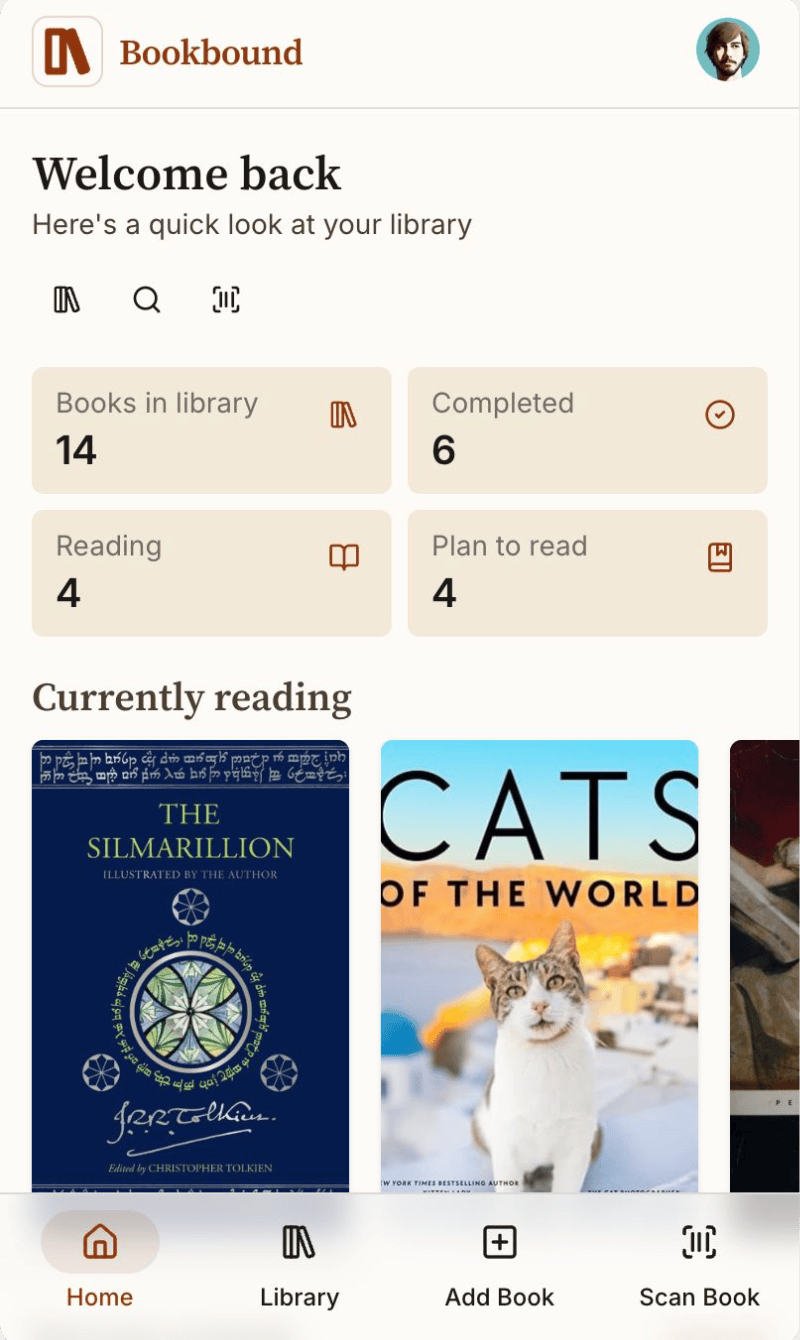 Bookbound
Welcome back
Here's a quick look at your library
Books in library
14
Completed
6
Reading
4
Plan to read
4
Currently reading
THE
SILMARILLION
ILLUSTRATED BY THE AUTHOR
J.R.R. Tolkien.
Edited by CHRISTOPHER TOLKIEN
CATS
OF THE WORLD
NEW YORK TIMES BESTSELLING AUTHOR
P E
Home
Library
Add Book
Scan Book